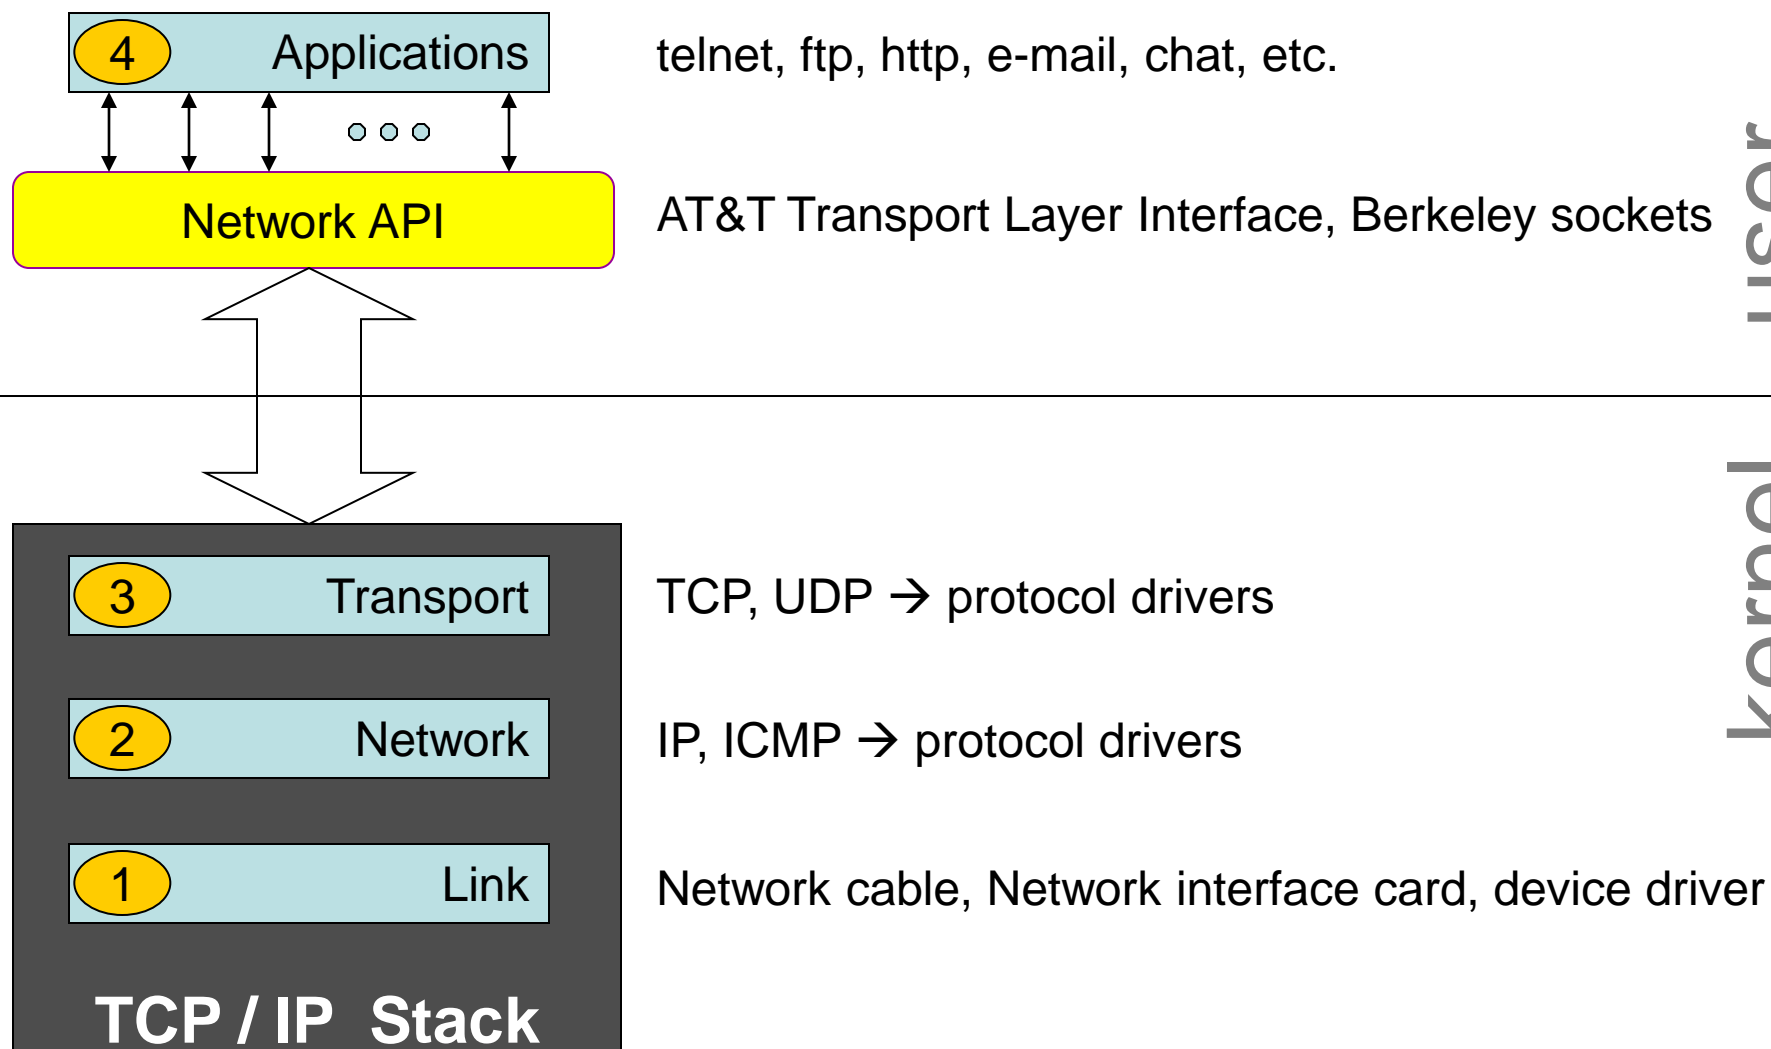 4 Applications telnet, ftp, http, e-mail, chat, etc.
Network API AT&T Transport Layer Interface, Berkeley sockets
user
3 Transport TCP, UDP → protocol drivers
2 Network IP, ICMP → protocol drivers
kernel
1 Link Network cable, Network interface card, device driver
TCP / IP Stack